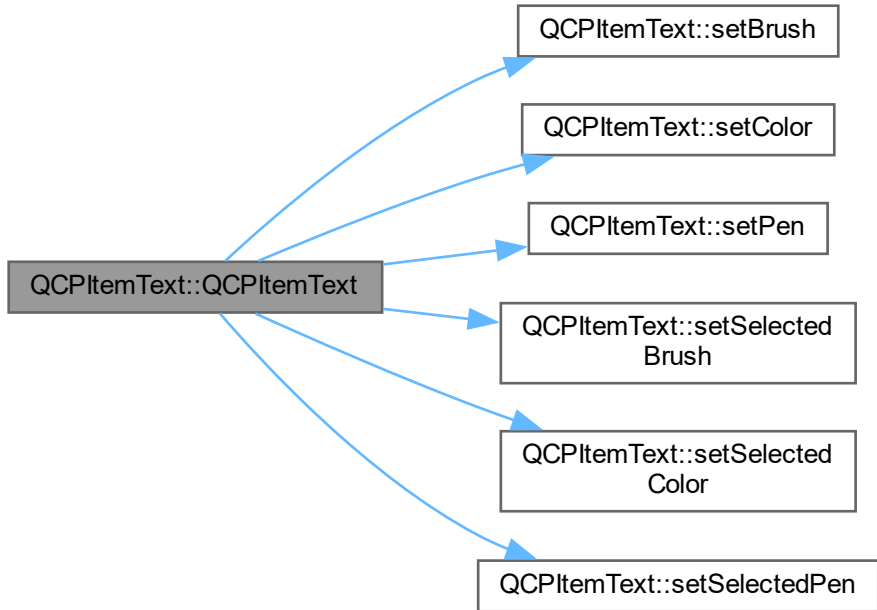 QCPItemText::setBrush
QCPItemText::setColor
QCPItemText::setPen
QCPItemText::QCPItemText
QCPItemText::setSelected
Brush
QCPItemText::setSelected
Color
QCPItemText::setSelectedPen